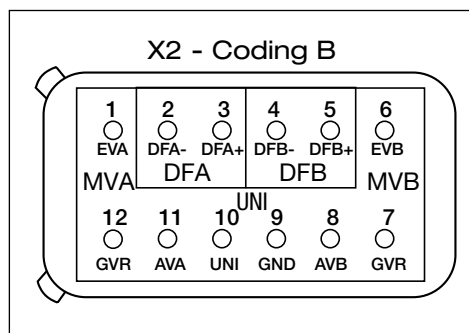 X2 - Coding B
1 2 3 4 5 6
EVA DFA- DFA+ DFB- DFB+ EVB
MVA DFA DFB MVB
UNI
12 11 10 9 8 7
GVR AVA UNI GND AVB GVR